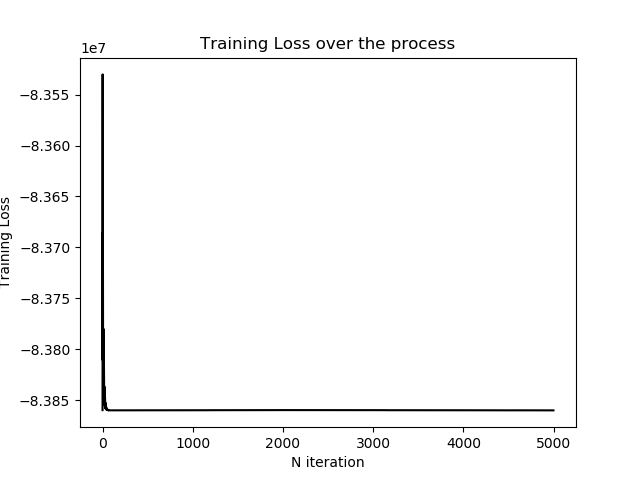 Training Loss over the process
1e7
−8.355
−8.360
−8.365
−8.370
−8.375
−8.380
−8.385
Training Loss
0 1000 2000 3000 4000 5000
N iteration